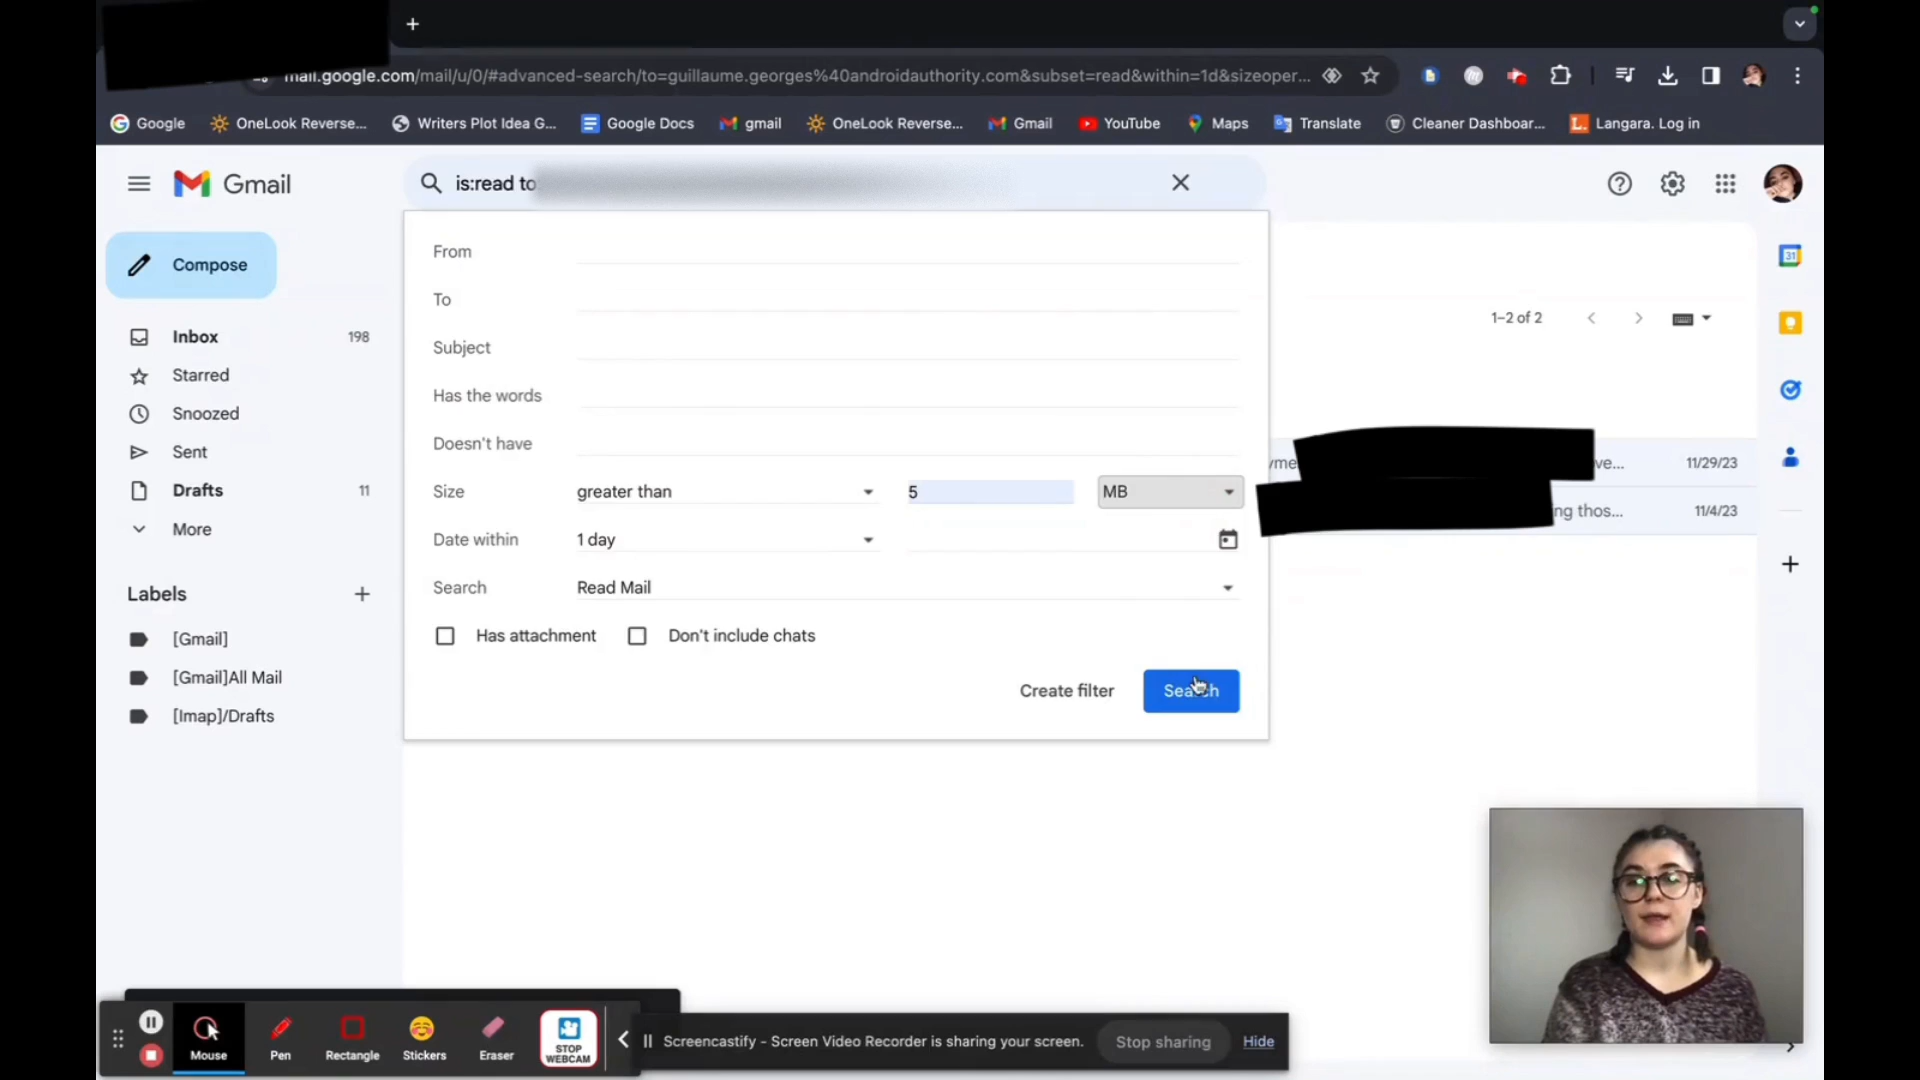 mail.google.com/mail/u/0/#advanced-search/to=guillaume.georges%40androidauthority.com&subset=read&within=1d&sizeoper...
Google
OneLook Reverse...
Writers Plot Idea G...
Google Docs
gmail
OneLook Reverse...
Gmail
YouTube
Maps
Translate
Cleaner Dashboar...
Langara. Log in
Gmail
is:read to
Compose
Inbox 198
Starred
Snoozed
Sent
Drafts 11
More
Labels
[Gmail]
[Gmail]All Mail
[Imap]/Drafts
From
To
Subject
Has the words
Doesn't have
Size greater than 5 MB
Date within 1 day
Search Read Mail
Has attachment Don't include chats
Create filter Search
1–2 of 2
ve... 11/29/23
ng thos... 11/4/23
31
Mouse
Pen
Rectangle
Stickers
Eraser
STOP
WEBCAM
Screencastify - Screen Video Recorder is sharing your screen.
Stop sharing
Hide